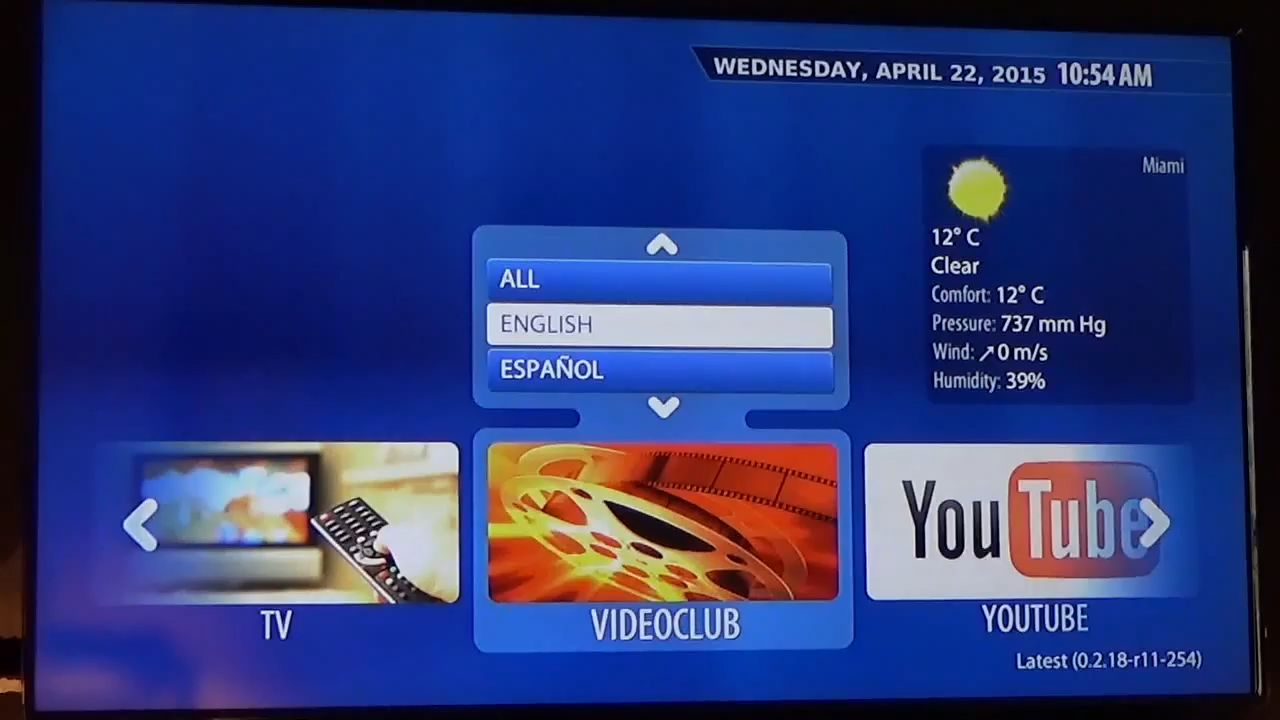 WEDNESDAY, APRIL 22, 2015 10:54 AM
Miami
12° C
Clear
Comfort: 12° C
Pressure: 737 mm Hg
Wind: ↗0 m/s
Humidity: 39%
ALL
ENGLISH
ESPAÑOL
YouTube
TV
VIDEOCLUB
YOUTUBE
Latest (0.2.18-r11-254)